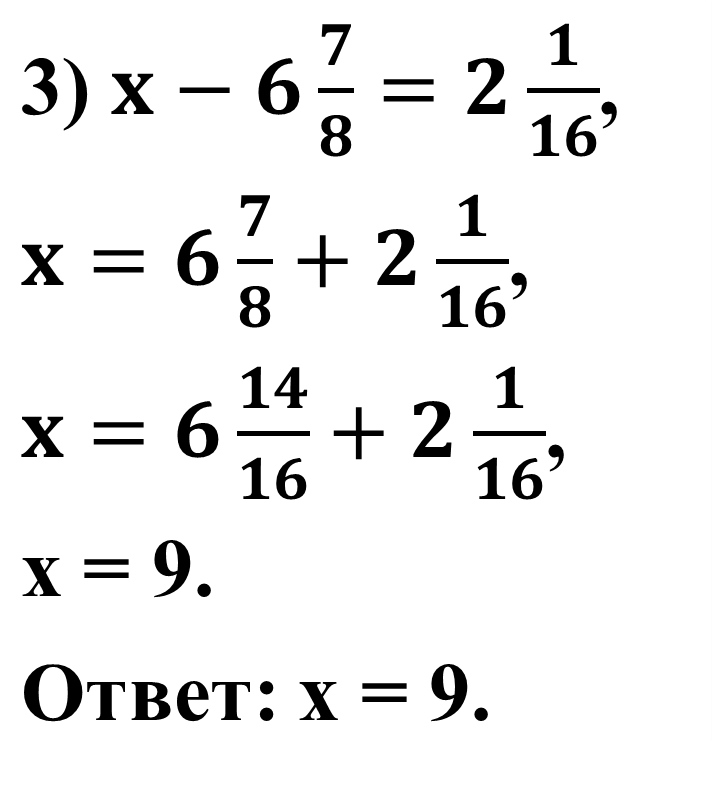 3) x − 6 7/8 = 2 1/16,
x = 6 7/8 + 2 1/16,
x = 6 14/16 + 2 1/16,
x = 9.
Ответ: x = 9.